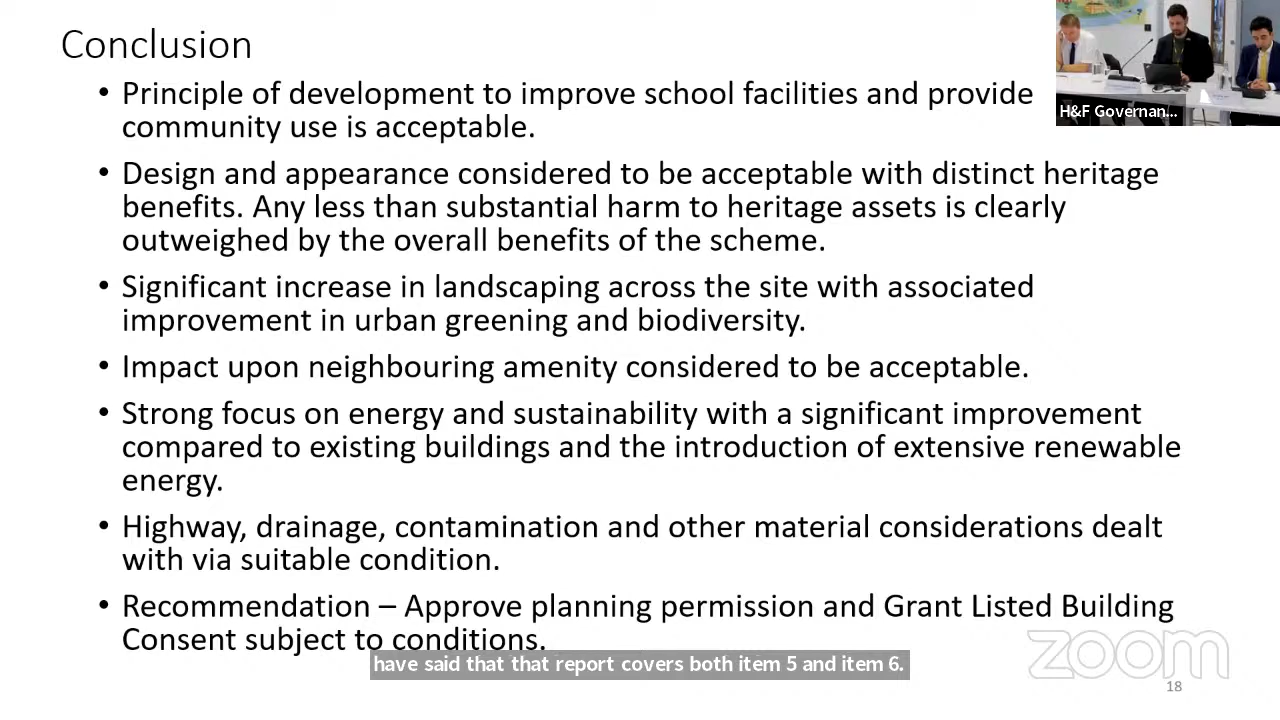 Conclusion
• Principle of development to improve school facilities and provide
community use is acceptable.
• Design and appearance considered to be acceptable with distinct heritage
benefits. Any less than substantial harm to heritage assets is clearly
outweighed by the overall benefits of the scheme.
• Significant increase in landscaping across the site with associated
improvement in urban greening and biodiversity.
• Impact upon neighbouring amenity considered to be acceptable.
• Strong focus on energy and sustainability with a significant improvement
compared to existing buildings and the introduction of extensive renewable
energy.
• Highway, drainage, contamination and other material considerations dealt
with via suitable condition.
• Recommendation – Approve planning permission and Grant Listed Building
Consent subject to conditions.
have said that that report covers both item 5 and item 6.
H&F Governan...
zoom
18